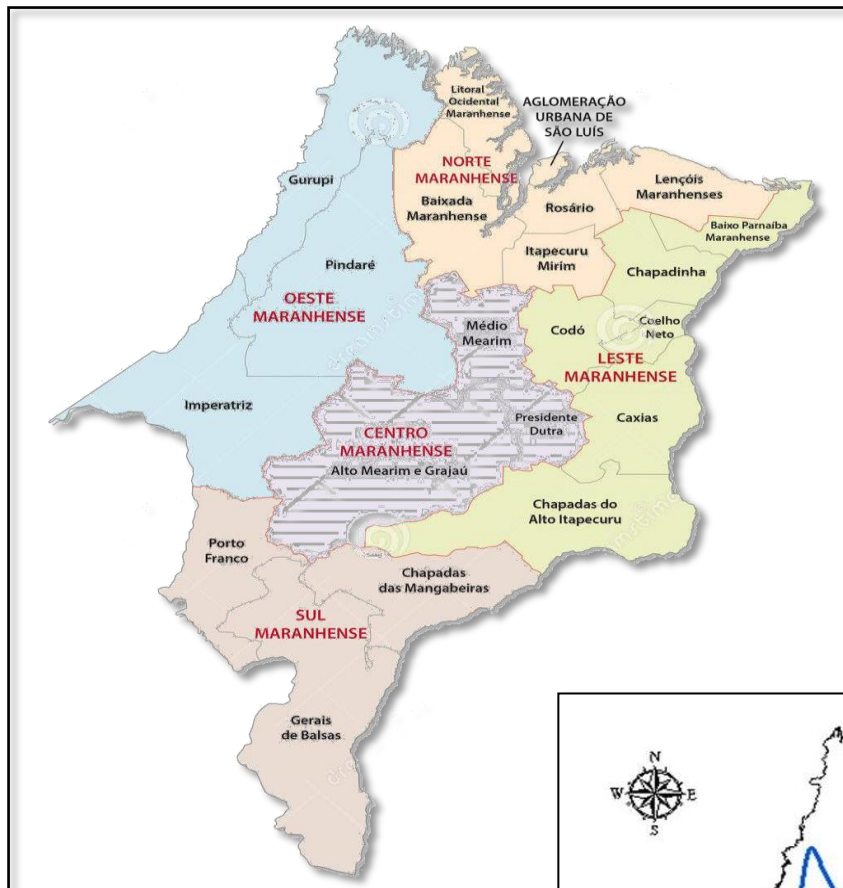 Litoral
Ocidental
Maranhense
AGLOMERAÇÃO
URBANA DE
SÃO LUÍS
NORTE
MARANHENSE
Gurupi
Lençóis
Maranhenses
Baixada
Maranhense
Rosário
Baixo Parnaíba
Maranhense
Itapecuru
Mirim
Pindaré
Chapadinha
OESTE
MARANHENSE
Médio
Mearim
Codó
Coelho
Neto
LESTE
MARANHENSE
Imperatriz
Presidente
Dutra
Caxias
CENTRO
MARANHENSE
Alto Mearim e Grajaú
Chapadas do
Alto Itapecuru
Porto
Franco
Chapadas
das Mangabeiras
SUL
MARANHENSE
Gerais
de Balsas
N
W
E
S